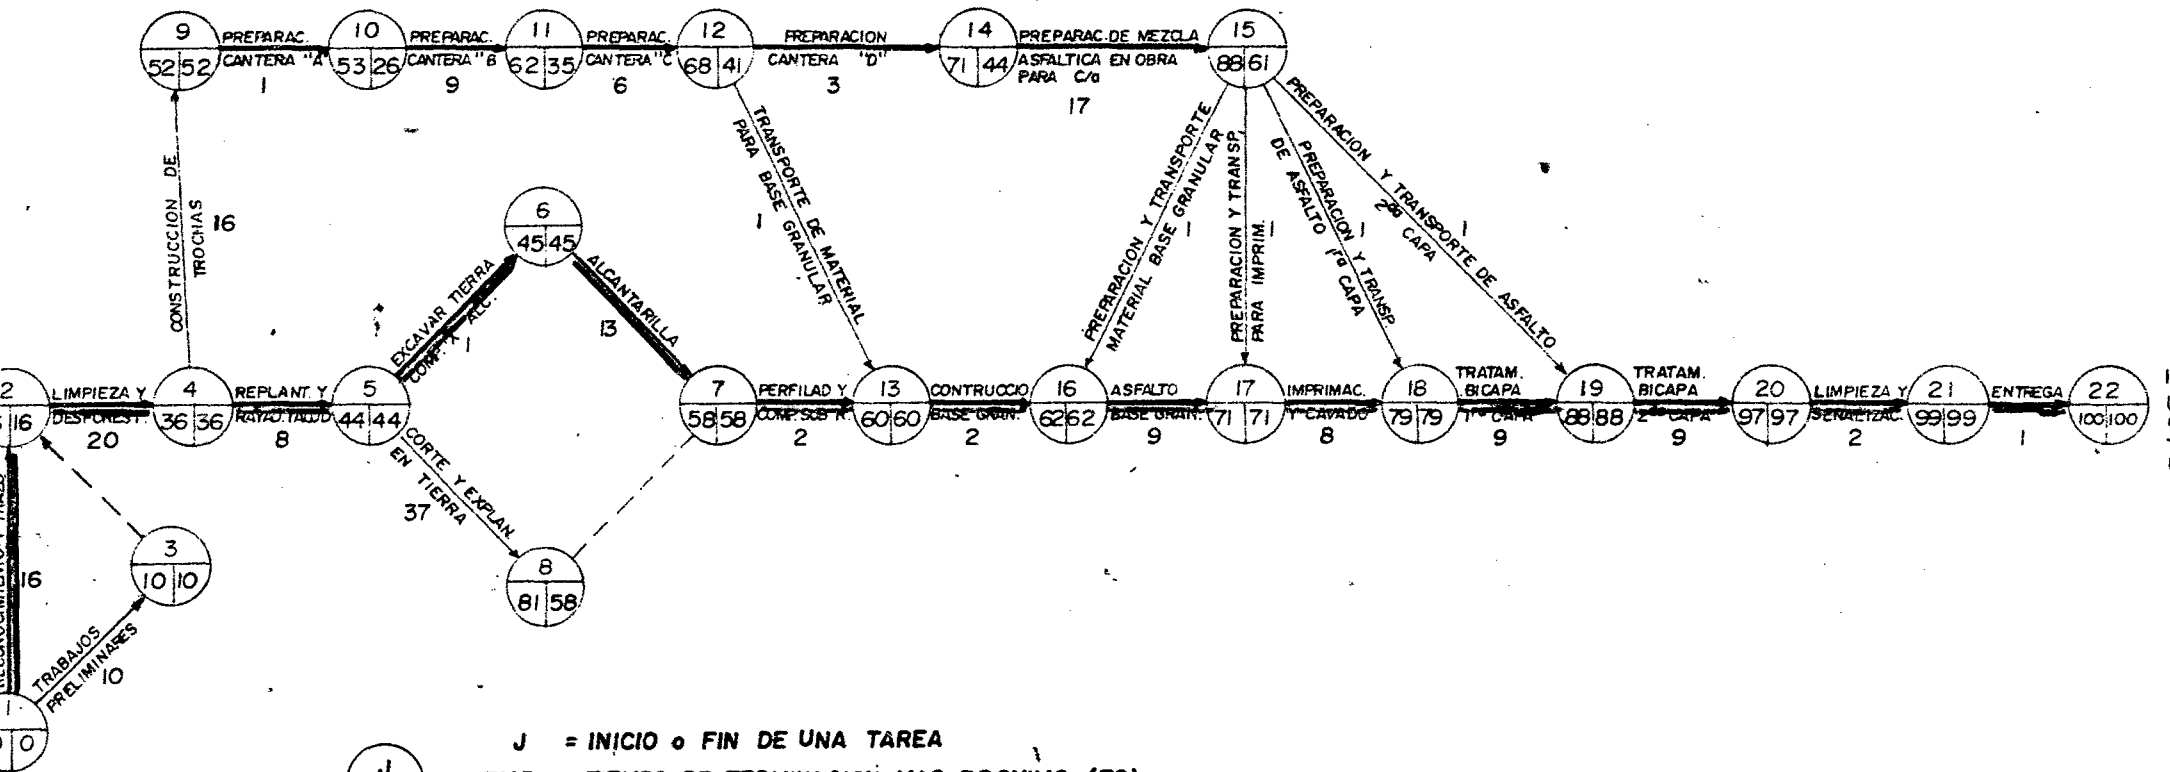 9
52 52
PREPARAC.
CANTERA "A"
1
10
53 26
PREPARAC.
CANTERA "B
9
11
62 35
PREPARAC.
CANTERA "C"
6
12
68 41
PREPARACION
CANTERA "D"
3
14
71 44
PREPARAC. DE MEZCLA
ASFALTICA EN OBRA
PARA C/a
17
15
88 61
CONSTRUCCION DE
TROCHAS
16
TRANSPORTE DE MATERIAL
PARA BASE GRANULAR
1
PREPARACION Y TRANSPORTE
MATERIAL BASE GRANULAR
1
PREPARACION Y TRANSP.
PARA IMPRIM.
1
PREPARACION Y TRANSP
DE ASFALTO 1ra CAPA
1
PREPARACION Y TRANSPORTE DE ASFALTO
2da CAPA
1
6
45 45
EXCAVAR TIERRA
ALC.
1
ALCANTARILLA
13
2
16
LIMPIEZA Y
DESFOREST.
20
4
36 36
REPLANT. Y
RAYAD.TALUD
8
5
44 44
7
58 58
PERFILAD Y
COMP.SUB R.
2
13
60 60
CONTRUCCIO
BASE GRAN.
2
16
62 62
ASFALTO
BASE GRAN.
9
17
71 71
IMPRIMAC.
Y CAVADO
8
18
79 79
TRATAM.
BICAPA
1ra CAPA
9
19
88 88
TRATAM.
BICAPA
2da CAPA
9
20
97 97
LIMPIEZA Y
SEÑALIZAC.
2
21
99 99
ENTREGA
1
22
100 100
CORTE Y EXPLAN.
EN TIERRA
37
8
81 58
3
10 10
16
TRABAJOS
PRELIMINARES
10
1
0 0
J = INICIO o FIN DE UNA TAREA
J